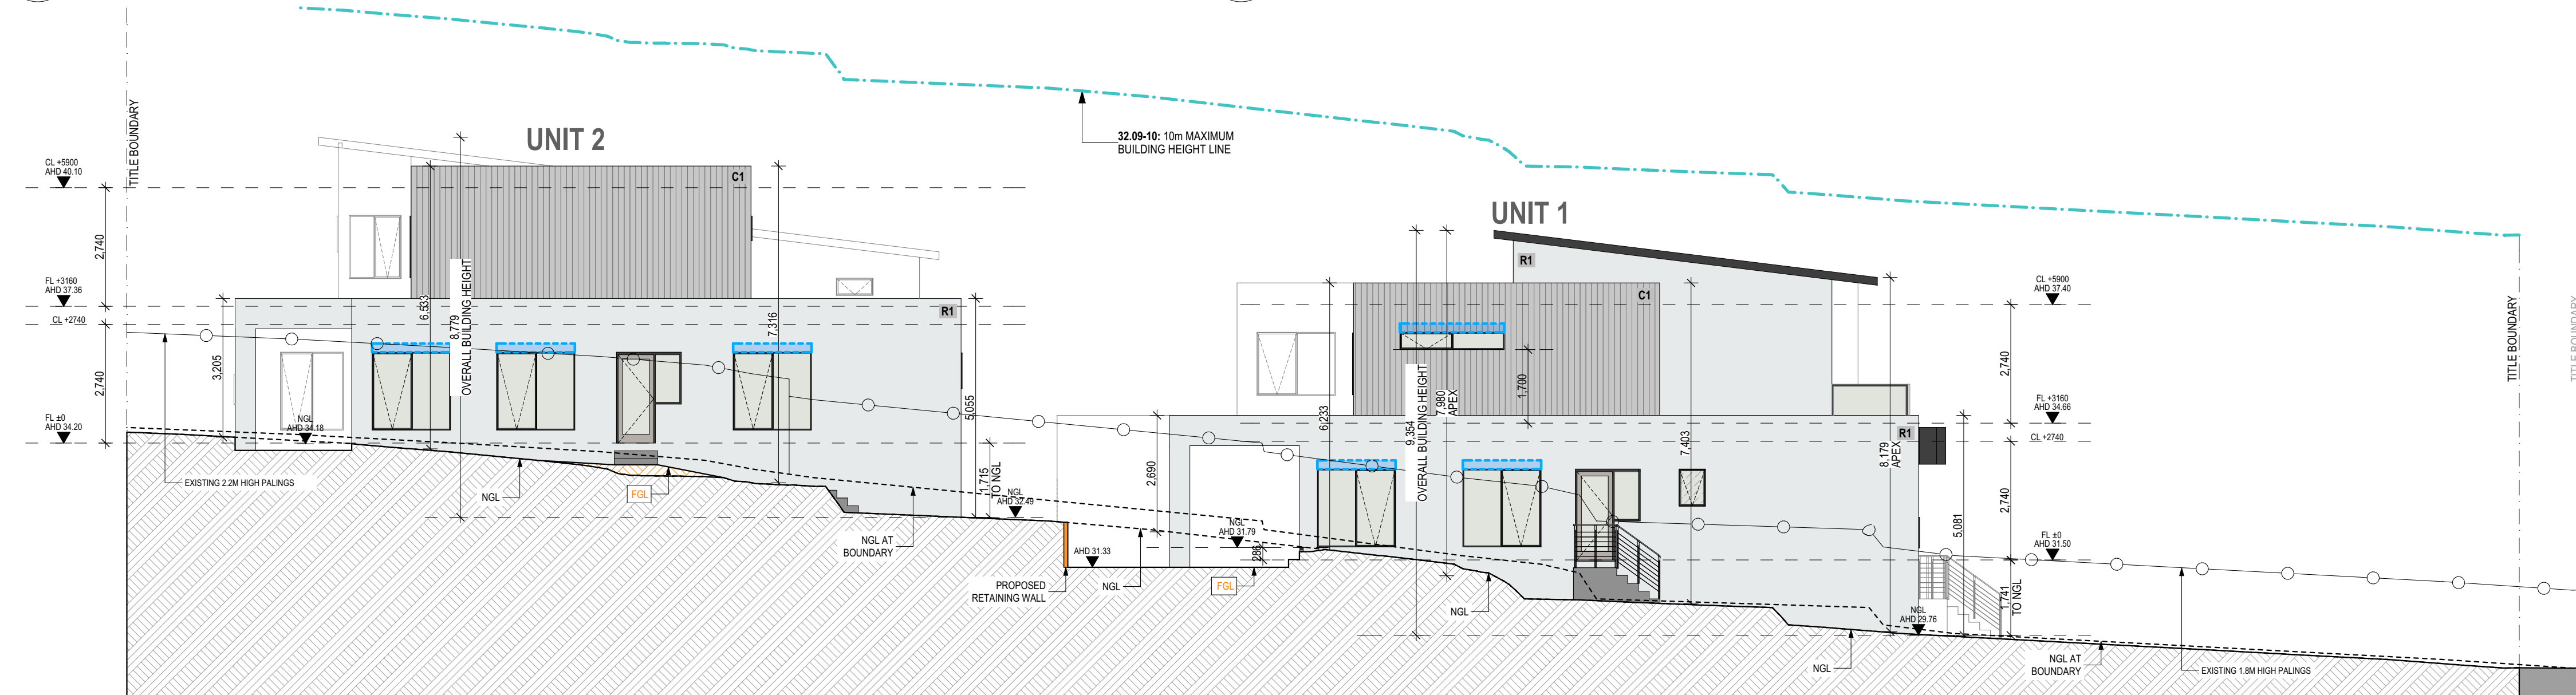 UNIT 2
UNIT 1
32.09-10: 10m MAXIMUM
BUILDING HEIGHT LINE
TITLE BOUNDARY
CL +5900
AHD 40.10
2,740
FL +3160
AHD 37.36
CL +2740
2,740
FL ±0
AHD 34.20
3,205
NGL
AHD 34.18
EXISTING 2.2M HIGH PALINGS
C1
6,533
8,779
OVERALL BUILDING HEIGHT
7,316
R1
NGL
FGL
5,055
1,715
TO NGL
NGL
AHD 32.49
NGL AT
BOUNDARY
PROPOSED
RETAINING WALL
AHD 31.33
NGL
2,690
NGL
AHD 31.79
286
FGL
R1
C1
6,233
9,354
OVERALL BUILDING HEIGHT
7,980
APEX
1,700
7,403
8,179
APEX
R1
NGL
5,081
NGL
AHD 29.76
NGL
1,741
TO NGL
CL +5900
AHD 37.40
2,740
FL +3160
AHD 34.66
CL +2740
2,740
FL ±0
AHD 31.50
NGL AT
BOUNDARY
EXISTING 1.8M HIGH PALINGS
TITLE BOUNDARY
TITLE BOUNDARY